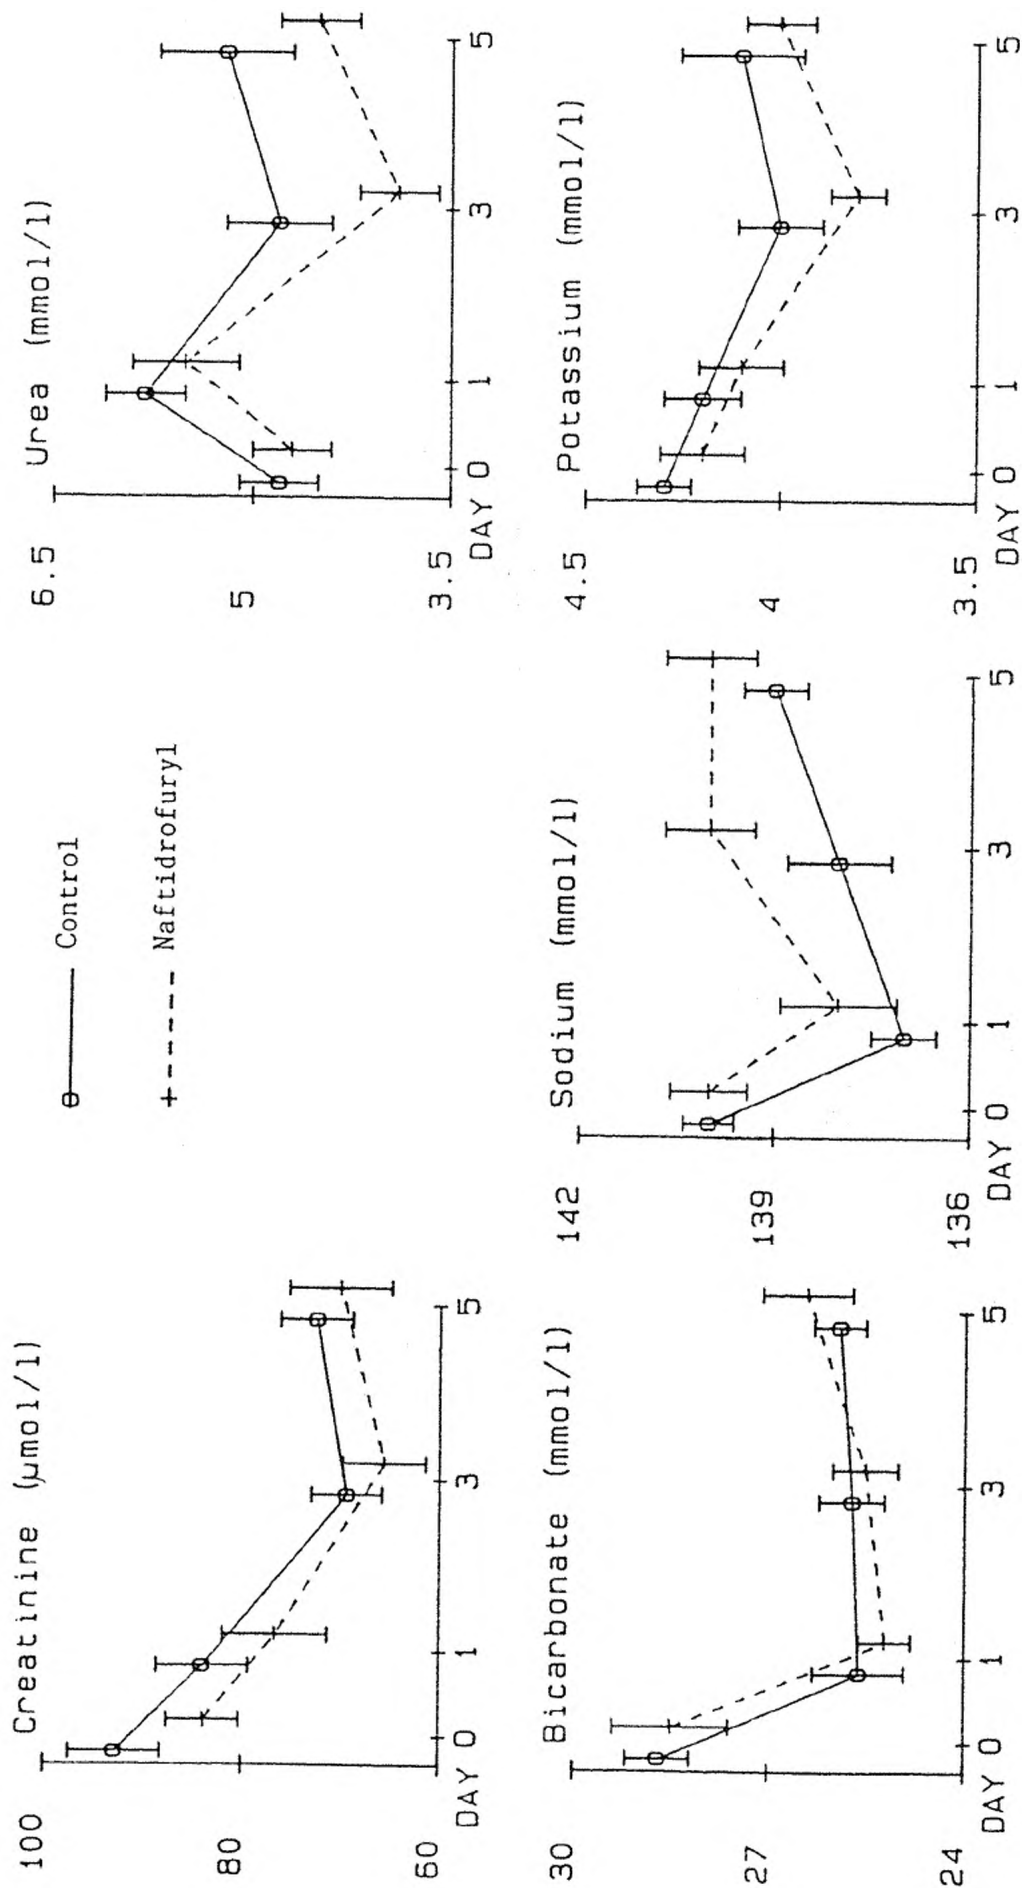 Creatinine (µmol/l)
100
80
60
DAY 0 1 3 5
Control
Naftidrofuryl
Urea (mmol/l)
6.5
5
3.5
DAY 0 1 3 5
Bicarbonate (mmol/l)
30
27
24
DAY 0 1 3 5
Sodium (mmol/l)
142
139
136
DAY 0 1 3 5
Potassium (mmol/l)
4.5
4
3.5
DAY 0 1 3 5